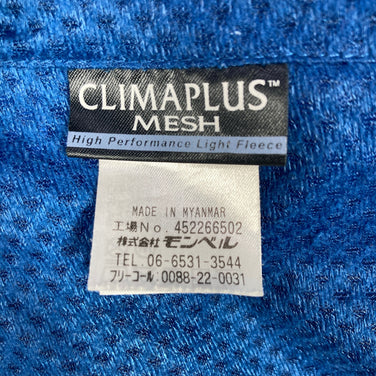 CLIMAPLUS™
MESH
High Performance Light Fleece
MADE IN MYANMAR
工場No. 452266502
株式会社 モンベル
TEL. 06-6531-3544
フリーコール: 0088-22-0031